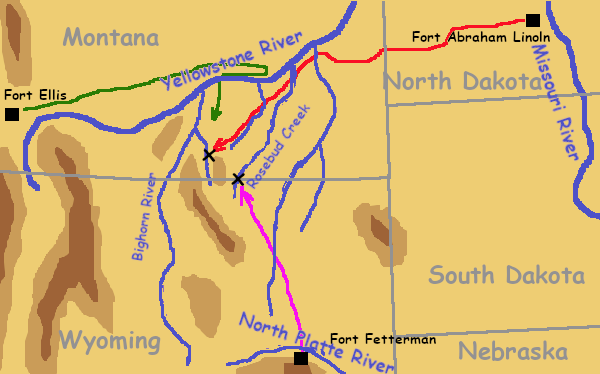 Montana
Fort Abraham Linoln
Yellowstone River
North Dakota
Missouri River
Fort Ellis
Rosebud Creek
Bighorn River
South Dakota
Wyoming
North Platte River
Fort Fetterman
Nebraska